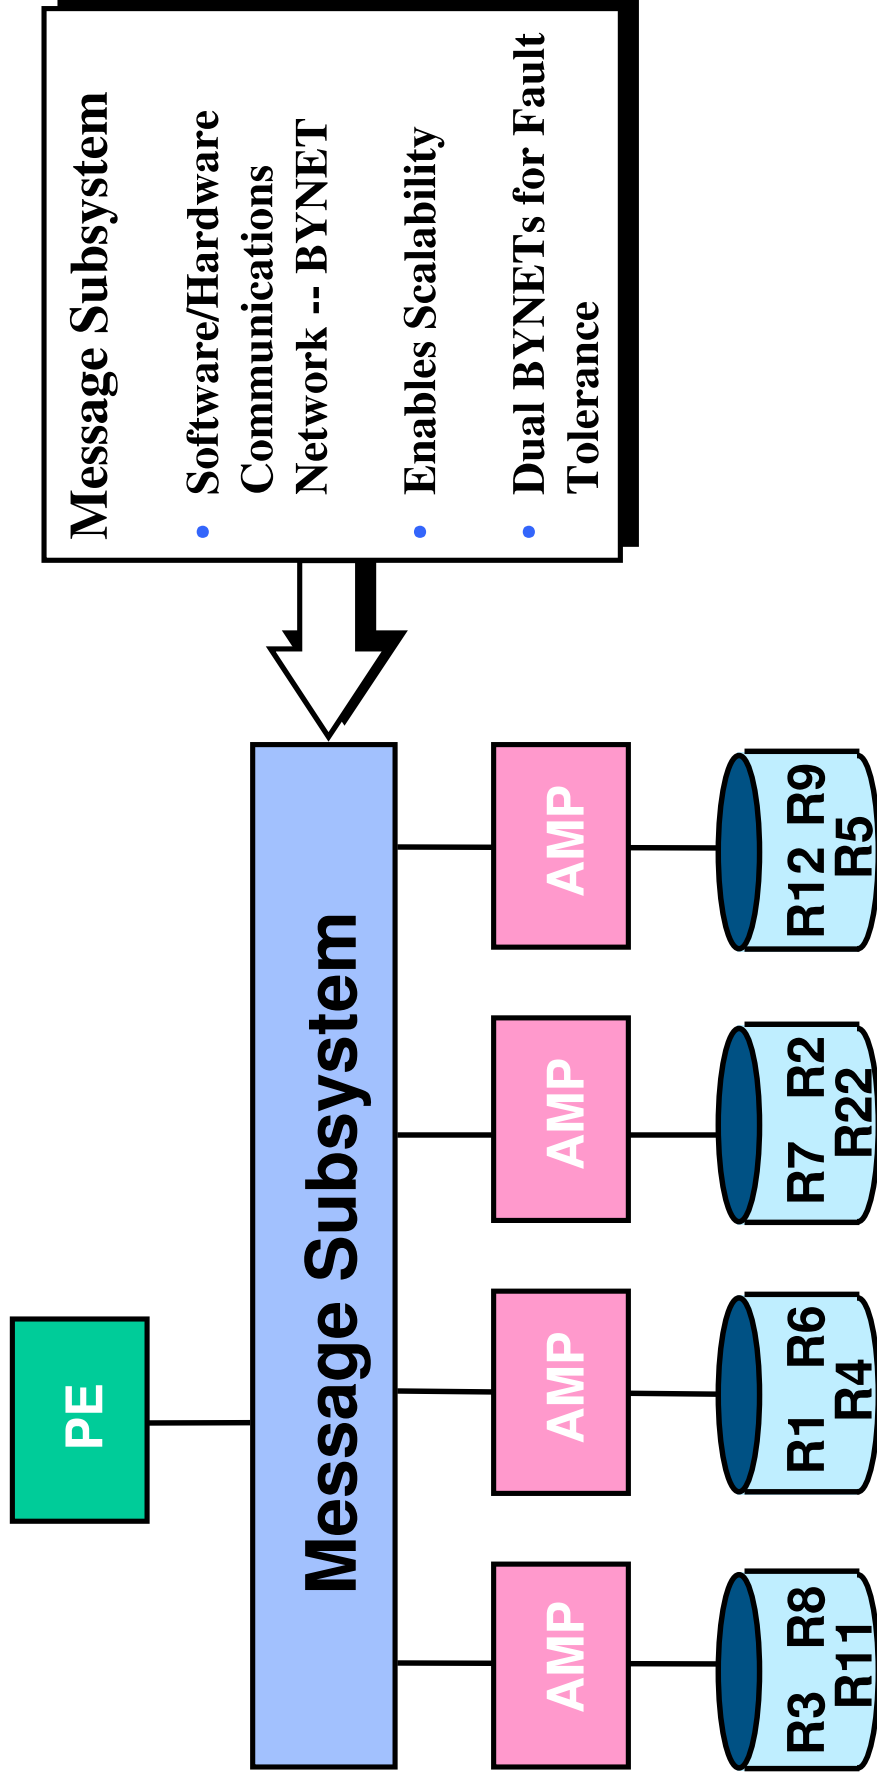 PE
Message Subsystem
AMP
AMP
AMP
AMP
R3 R8
R11
R1 R6
R4
R7 R2
R22
R12 R9
R5
Message Subsystem
• Software/Hardware
Communications
Network -- BYNET
• Enables Scalability
• Dual BYNETs for Fault
Tolerance